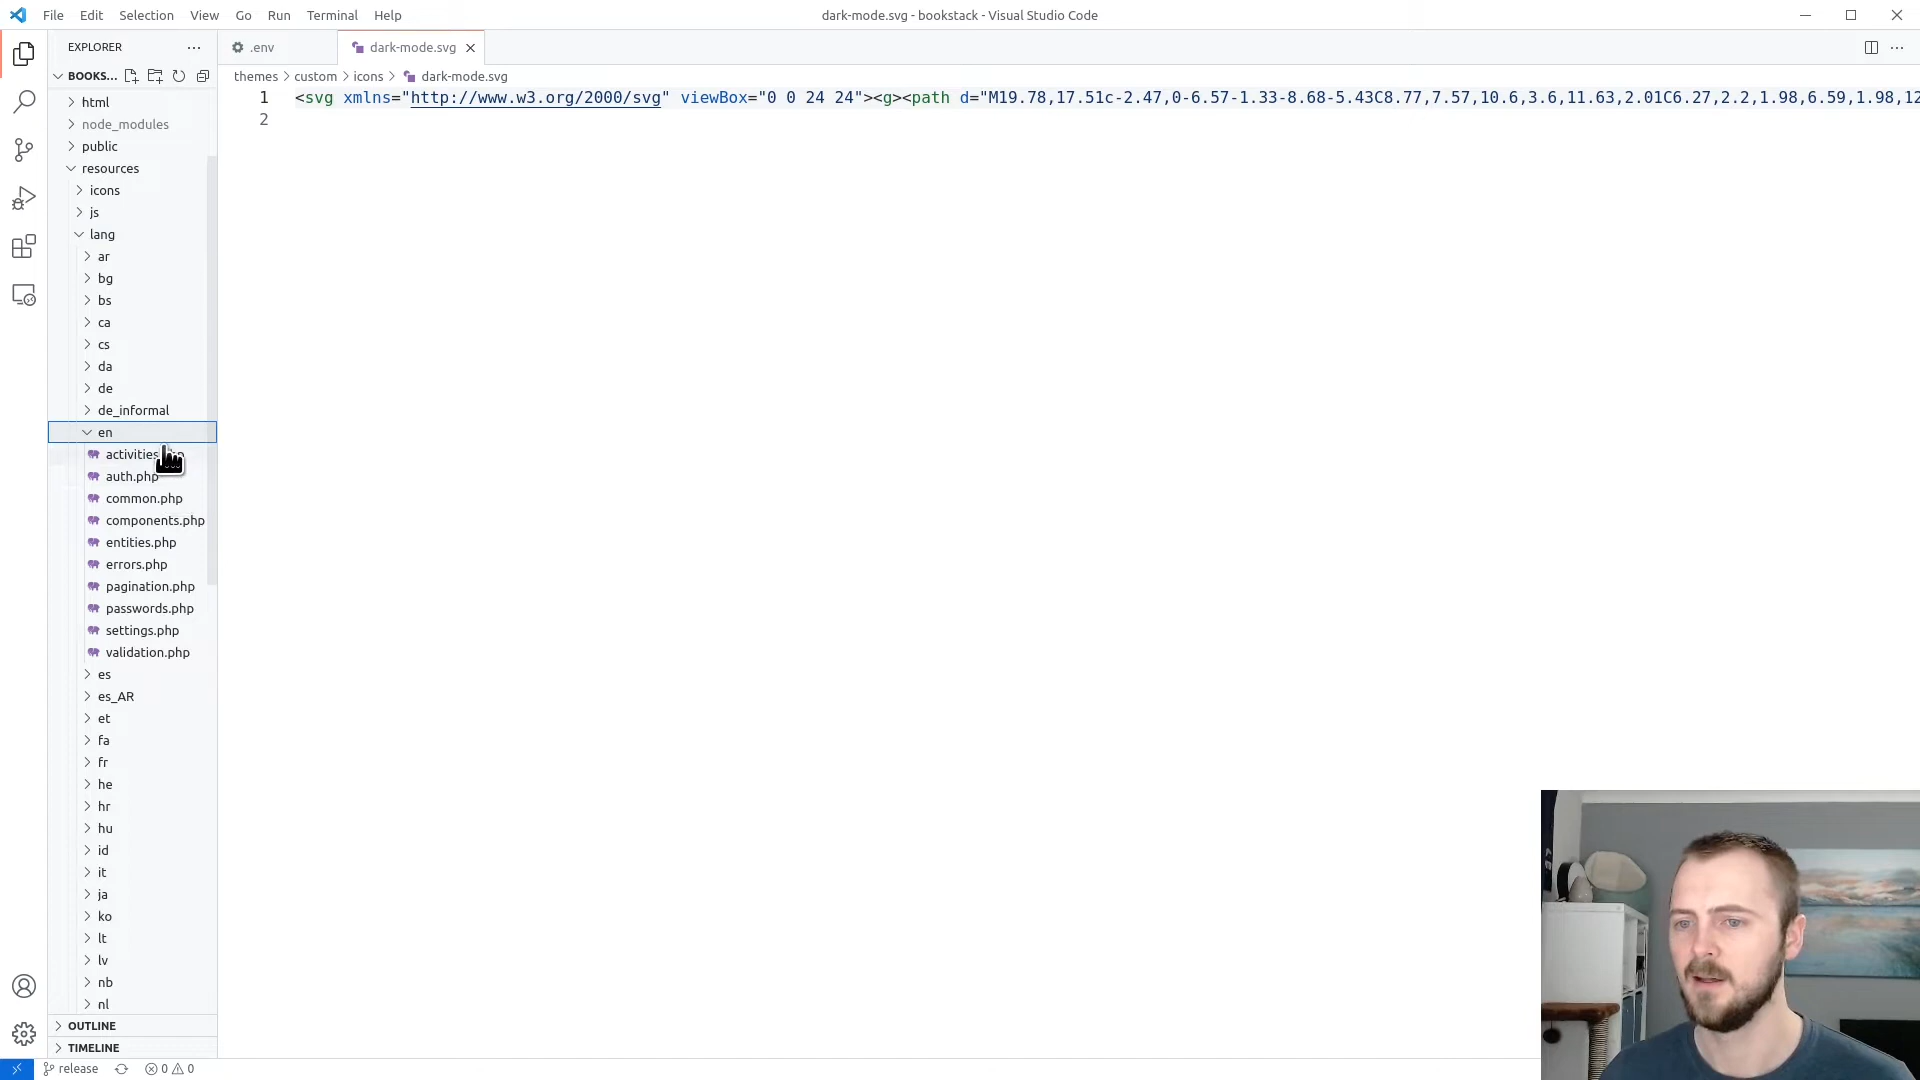 File Edit Selection View Go Run Terminal Help
dark-mode.svg - bookstack - Visual Studio Code
EXPLORER
BOOKS...
html
node_modules
public
resources
icons
js
lang
ar
bg
bs
ca
cs
da
de
de_informal
en
auth.php
common.php
components.php
entities.php
errors.php
pagination.php
passwords.php
settings.php
validation.php
es
es_AR
et
fa
fr
he
hr
hu
id
it
ja
ko
lt
lv
nb
nl
OUTLINE
TIMELINE
.env
dark-mode.svg
themes > custom > icons > dark-mode.svg
1 <svg xmlns="http://www.w3.org/2000/svg" viewBox="0 0 24 24"><g><path d="M19.78,17.51c-2.47,0-6.57-1.33-8.68-5.43C8.77,7.57,10.6,3.6,11.63,2.01C6.27,2.2,1.98,6.59,1.98,12
2
release
0 0